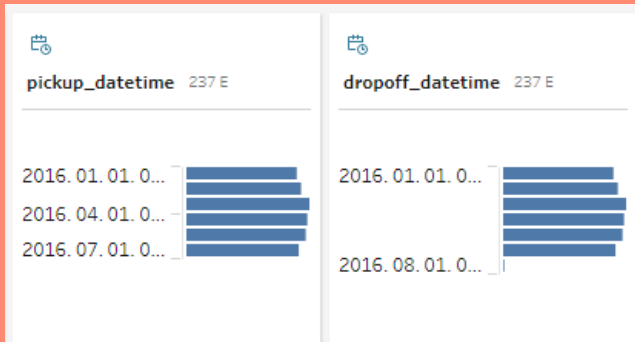 pickup_datetime 237 E
2016. 01. 01. 0...
2016. 04. 01. 0...
2016. 07. 01. 0...
dropoff_datetime 237 E
2016. 01. 01. 0...
2016. 08. 01. 0...